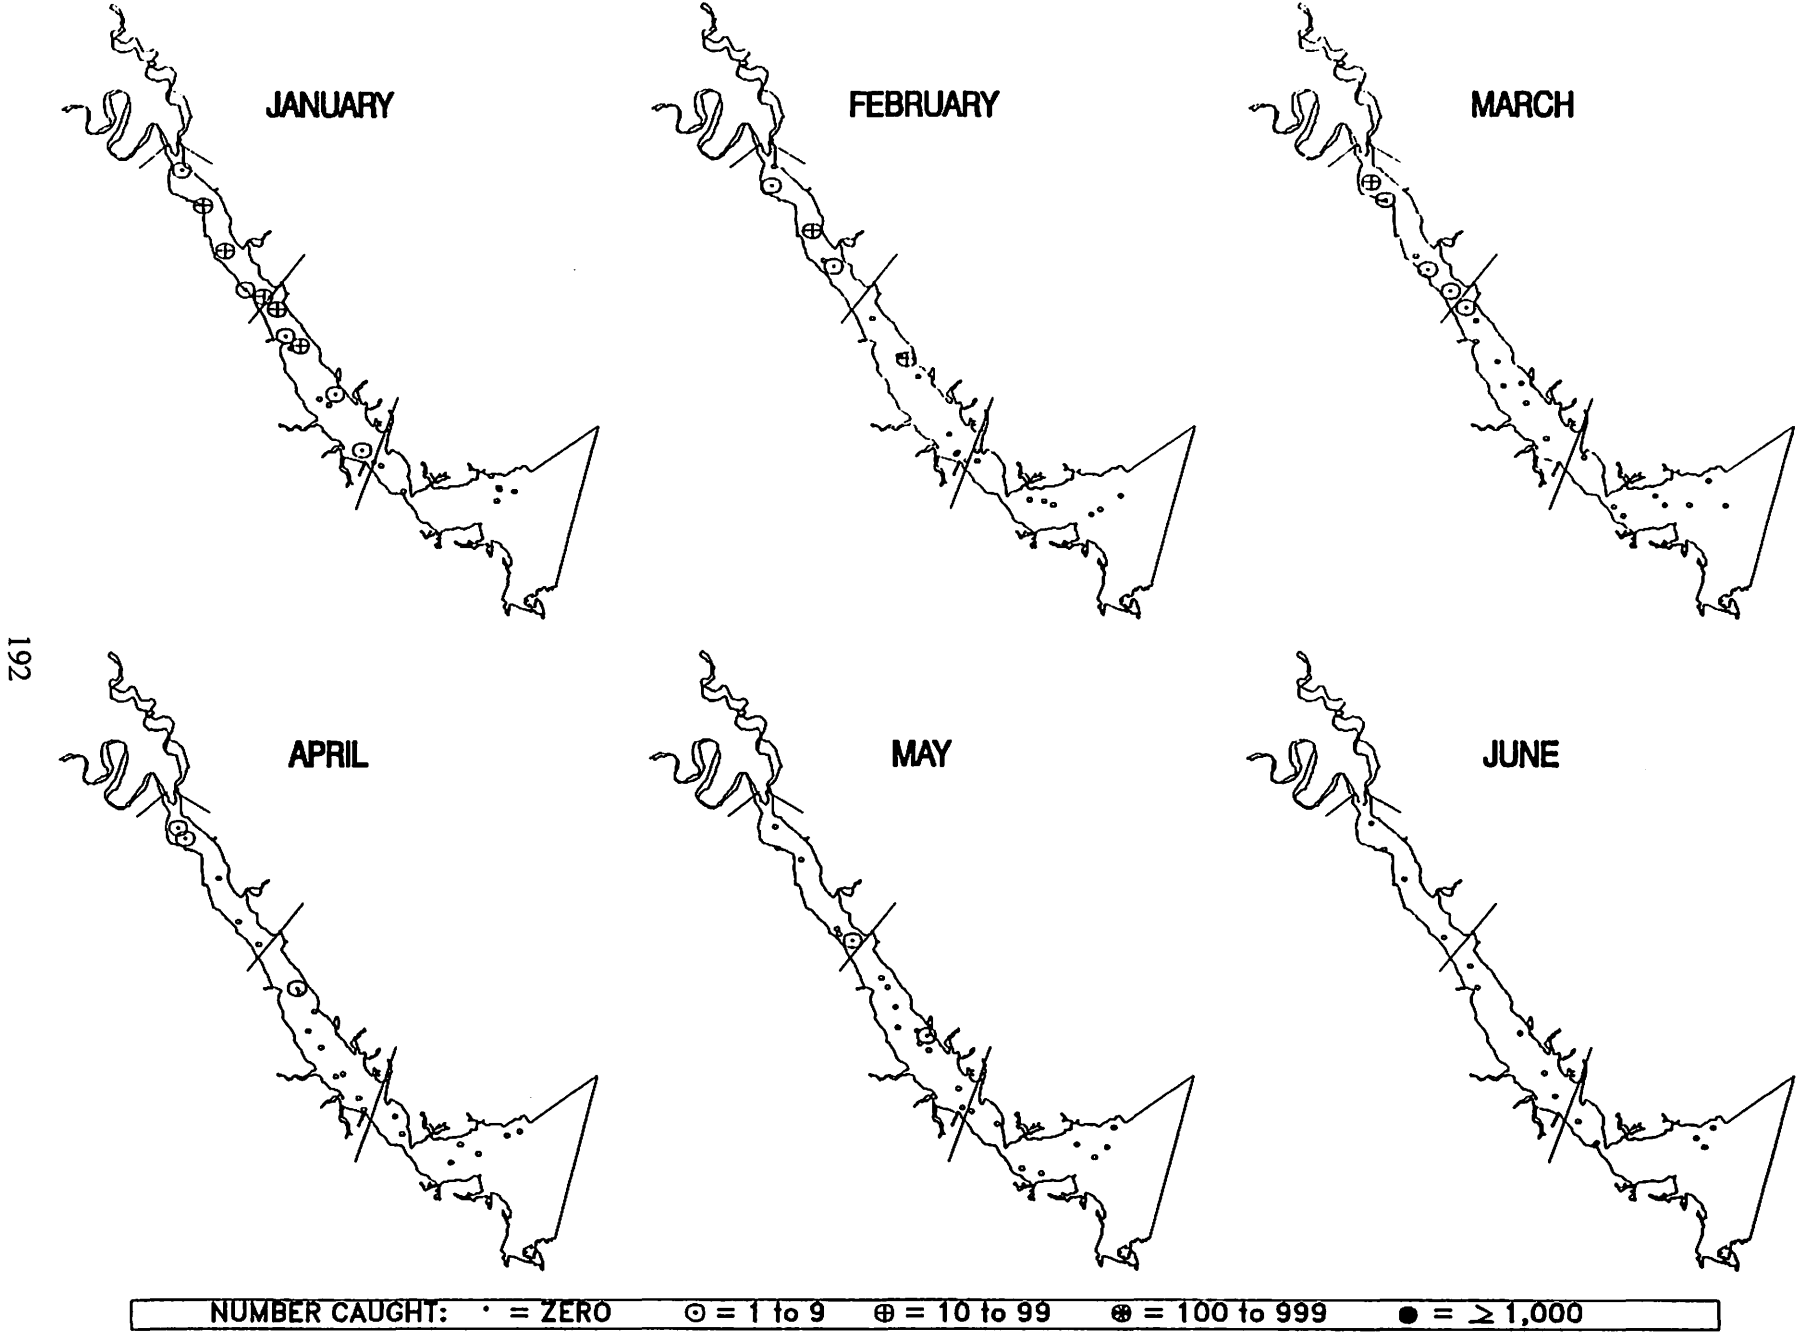 JANUARY
FEBRUARY
MARCH
192
APRIL
MAY
JUNE
NUMBER CAUGHT: · = ZERO ⊙ = 1 to 9 ⊕ = 10 to 99 ⊛ = 100 to 999 ● = ≥ 1,000